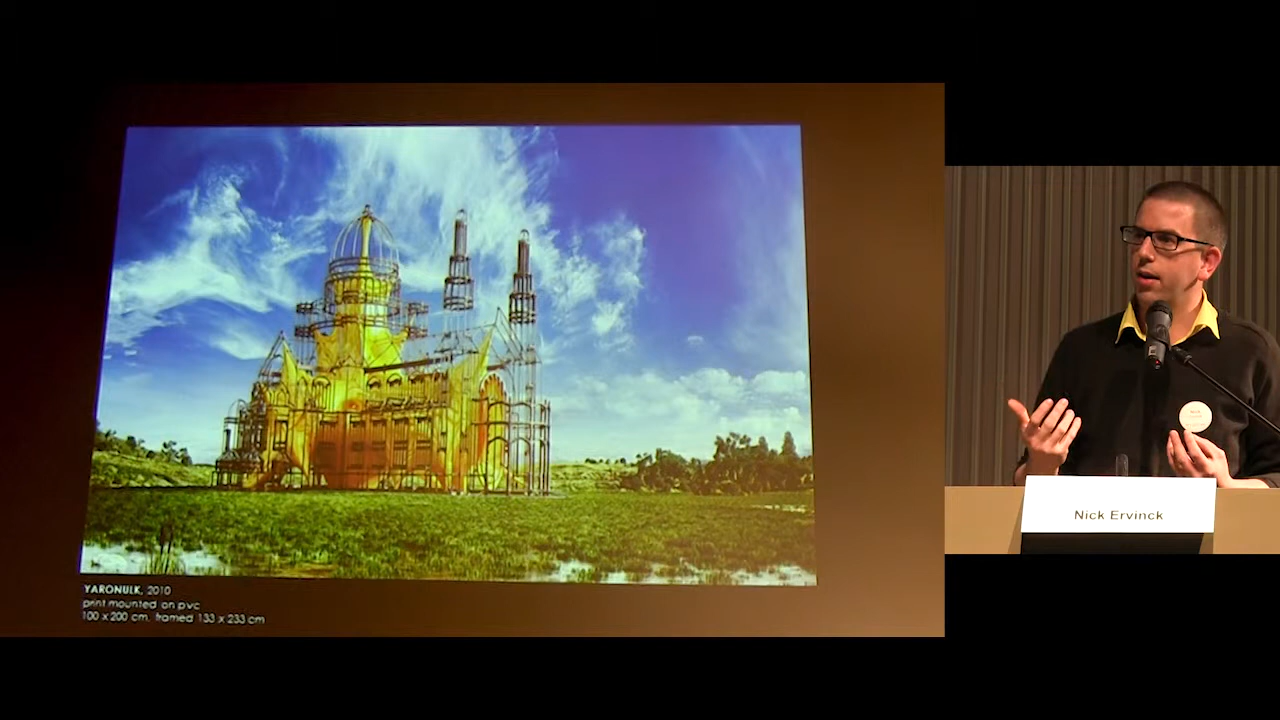 YARONULK, 2010
print mounted on pvc
100 x 200 cm, framed 133 x 233 cm
Nick Ervinck